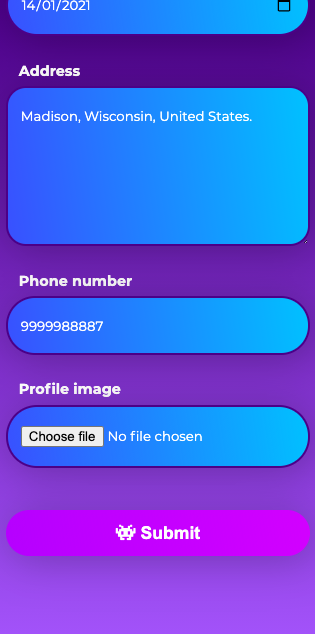 14/01/2021
Address
Madison, Wisconsin, United States.
Phone number
9999988887
Profile image
Choose file No file chosen
Submit